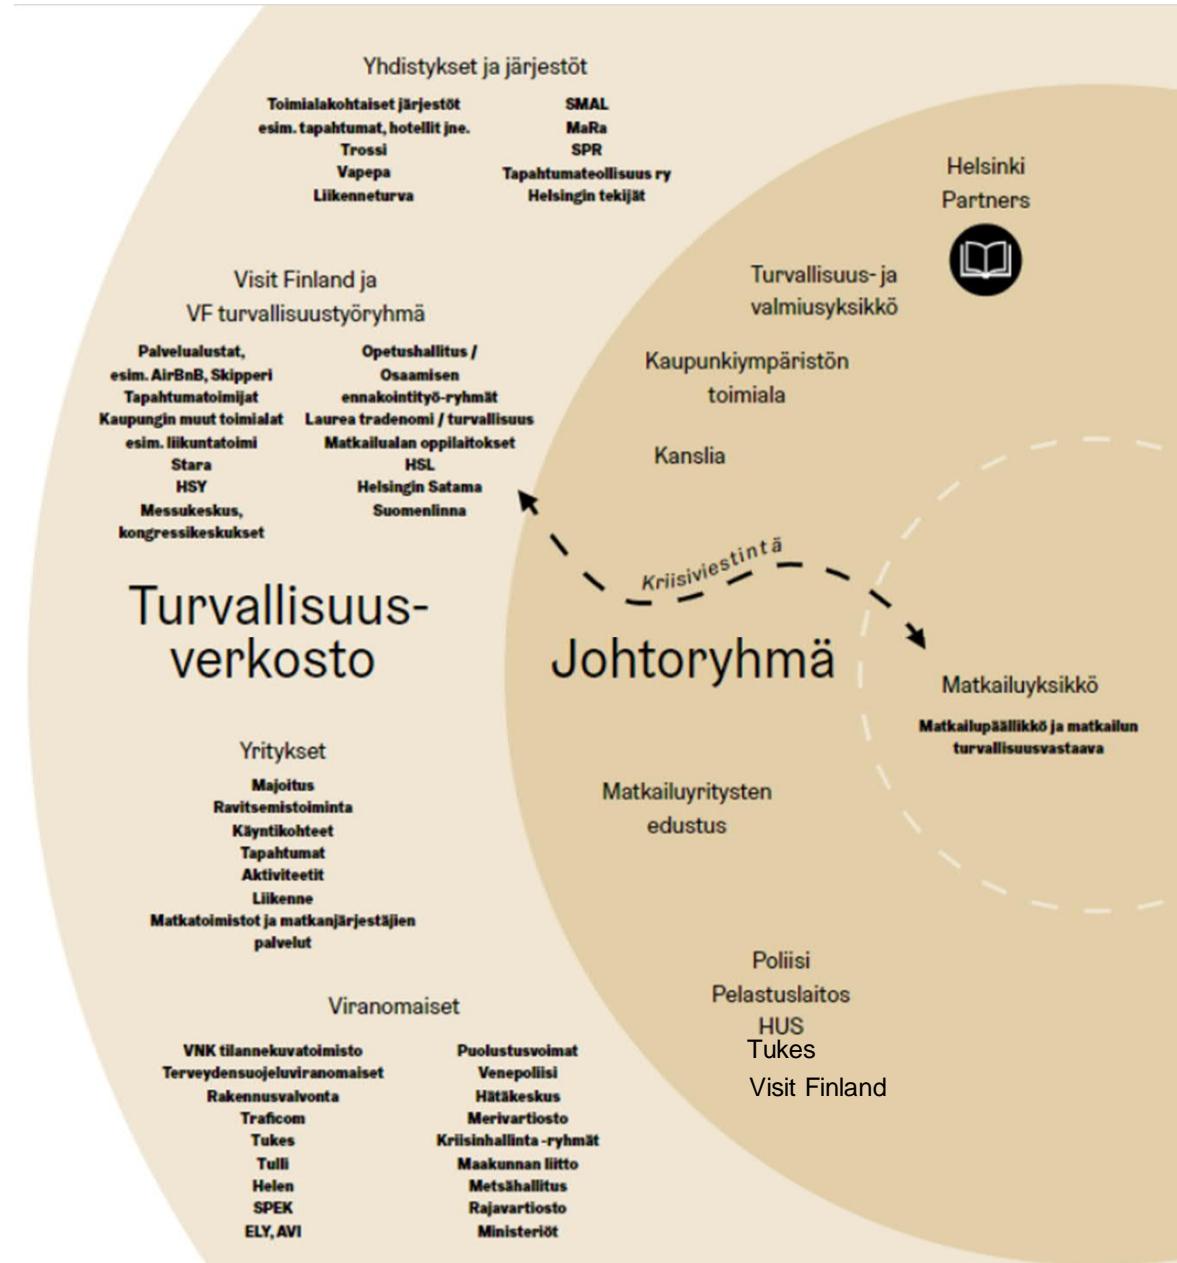 Yhdistykset ja järjestöt
Toimialakohtaiset järjestöt
esim. tapahtumat, hotellit jne.
Trossi
Vapepa
Liikenneturva
SMAL
MaRa
SPR
Tapahtumateollisuus ry
Helsingin tekijät
Visit Finland ja
VF turvallisuustyöryhmä
Palvelualustat,
esim. AirBnB, Skipperi
Tapahtumatoimijat
Kaupungin muut toimialat
esim. liikuntatoimi
Stara
HSY
Messukeskus,
kongressikeskukset
Opetushallitus /
Osaamisen
ennakointityö-ryhmät
Laurea tradenomi / turvallisuus
Matkailualan oppilaitokset
HSL
Helsingin Satama
Suomenlinna
Turvallisuus-
verkosto
Yritykset
Majoitus
Ravitsemistoiminta
Käyntikohteet
Tapahtumat
Aktiviteetit
Liikenne
Matkatoimistot ja matkanjärjestäjien
palvelut
Viranomaiset
VNK tilannekuvatoimisto
Terveydensuojeluviranomaiset
Rakennusvalvonta
Traficom
Tukes
Tulli
Helen
SPEK
ELY, AVI
Puolustusvoimat
Venepoliisi
Hätäkeskus
Merivartiosto
Kriisinhallinta -ryhmät
Maakunnan liitto
Metsähallitus
Rajavartiosto
Ministeriöt
Helsinki
Partners
Turvallisuus- ja
valmiusyksikkö
Kaupunkiympäristön
toimiala
Kanslia
Kriisiviestintä
Johtoryhmä
Matkailuyksikkö
Matkailupäällikkö ja matkailun
turvallisuusvastaava
Matkailuyritysten
edustus
Poliisi
Pelastuslaitos
HUS
Tukes
Visit Finland